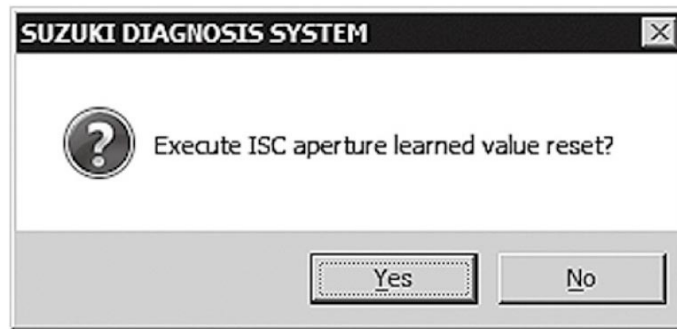 SUZUKI DIAGNOSIS SYSTEM
Execute ISC aperture learned value reset?
Yes
No